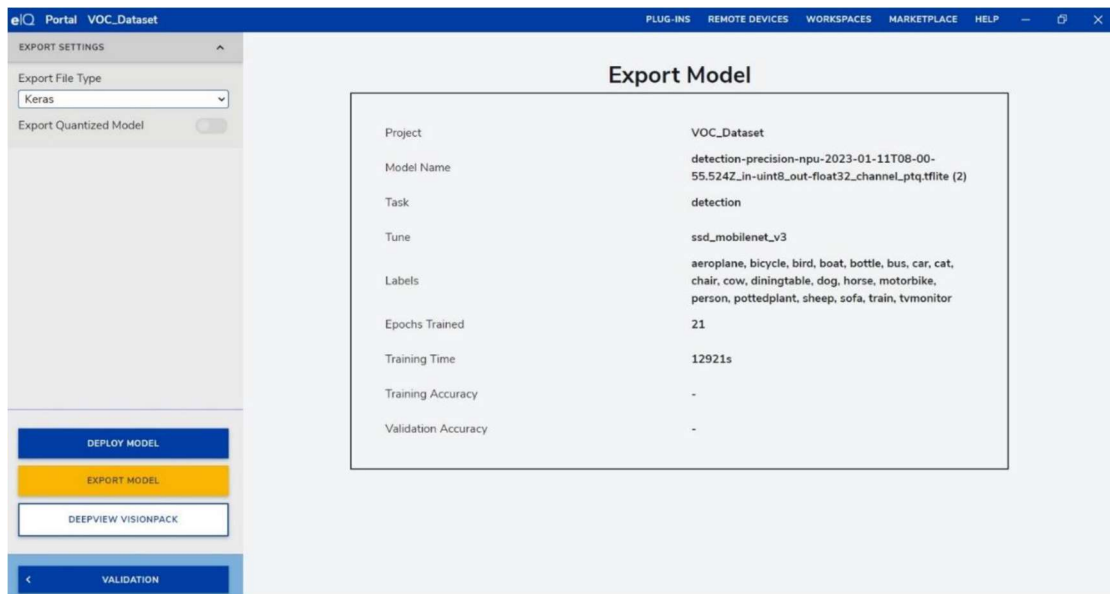 eIQ Portal VOC_Dataset PLUG-INS REMOTE DEVICES WORKSPACES MARKETPLACE HELP
EXPORT SETTINGS
Export File Type
Keras
Export Quantized Model
DEPLOY MODEL
EXPORT MODEL
DEEPVIEW VISIONPACK
VALIDATION
Export Model
Project VOC_Dataset
Model Name detection-precision-npu-2023-01-11T08-00-
55.524Z_in-uint8_out-float32_channel_ptq.tflite (2)
Task detection
Tune ssd_mobilenet_v3
Labels aeroplane, bicycle, bird, boat, bottle, bus, car, cat,
chair, cow, diningtable, dog, horse, motorbike,
person, pottedplant, sheep, sofa, train, tvmonitor
Epochs Trained 21
Training Time 12921s
Training Accuracy -
Validation Accuracy -